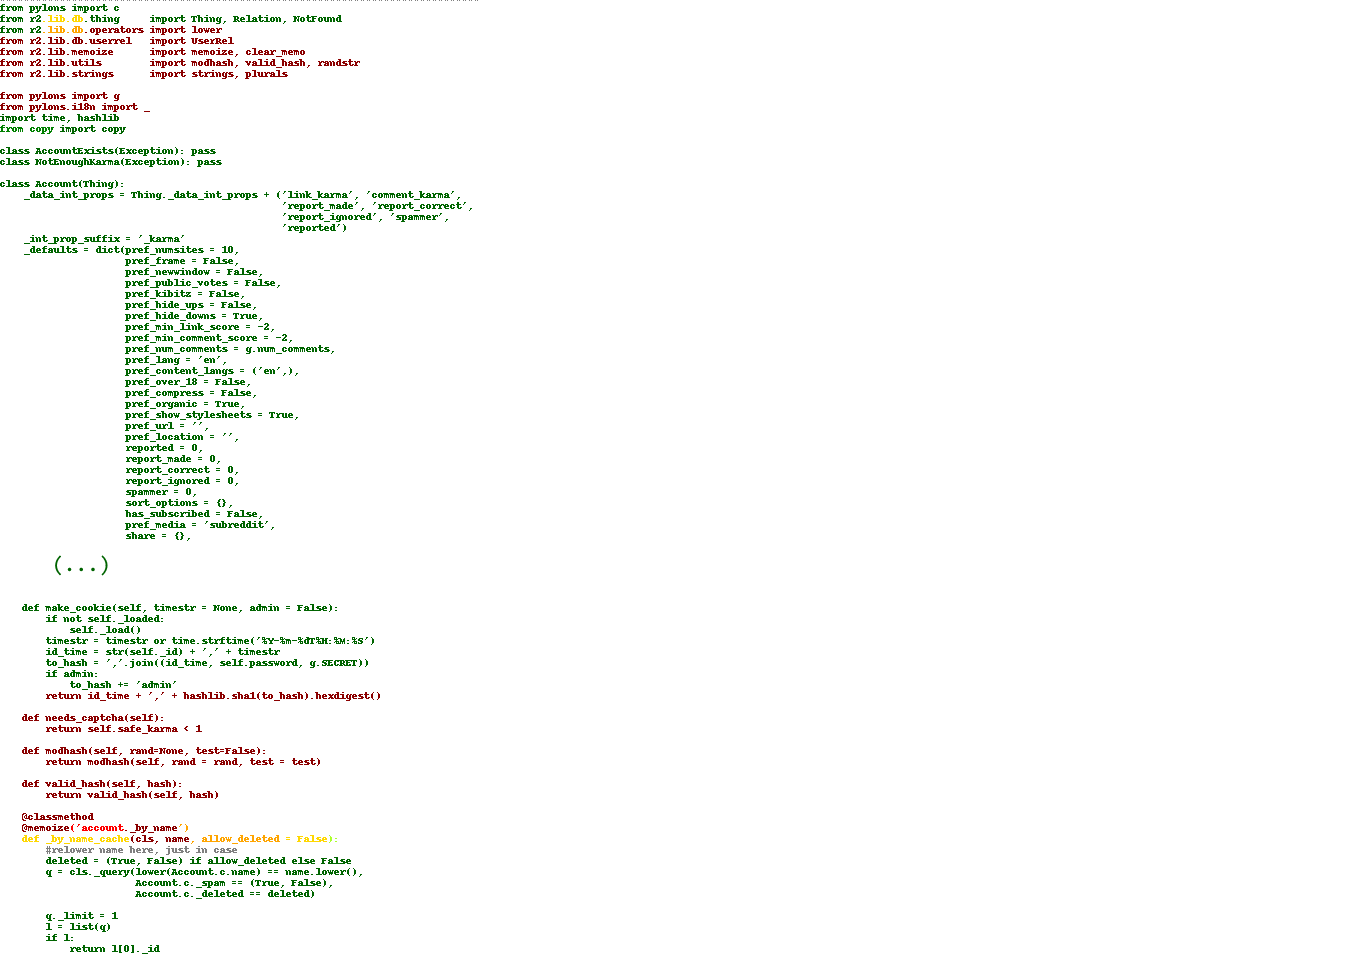 from pylons import c
from r2.lib.db.thing     import Thing, Relation, NotFound
from r2.lib.db.operators import lower
from r2.lib.db.userrel   import UserRel
from r2.lib.memoize      import memoize, clear_memo
from r2.lib.utils        import modhash, valid_hash, randstr
from r2.lib.strings      import strings, plurals

from pylons import g
from pylons.i18n import _
import time, hashlib
from copy import copy

class AccountExists(Exception): pass
class NotEnoughKarma(Exception): pass

class Account(Thing):
    _data_int_props = Thing._data_int_props + ('link_karma', 'comment_karma',
                                               'report_made', 'report_correct',
                                               'report_ignored', 'spammer',
                                               'reported')
    _int_prop_suffix = '_karma'
    _defaults = dict(pref_numsites = 10,
                     pref_frame = False,
                     pref_newwindow = False,
                     pref_public_votes = False,
                     pref_kibitz = False,
                     pref_hide_ups = False,
                     pref_hide_downs = True,
                     pref_min_link_score = -2,
                     pref_min_comment_score = -2,
                     pref_num_comments = g.num_comments,
                     pref_lang = 'en',
                     pref_content_langs = ('en',),
                     pref_over_18 = False,
                     pref_compress = False,
                     pref_organic = True,
                     pref_show_stylesheets = True,
                     pref_url = '',
                     pref_location = '',
                     reported = 0,
                     report_made = 0,
                     report_correct = 0,
                     report_ignored = 0,
                     spammer = 0,
                     sort_options = {},
                     has_subscribed = False,
                     pref_media = 'subreddit',
                     share = {},

(...)

    def make_cookie(self, timestr = None, admin = False):
        if not self._loaded:
            self._load()
        timestr = timestr or time.strftime('%Y-%m-%dT%H:%M:%S')
        id_time = str(self._id) + ',' + timestr
        to_hash = ','.join((id_time, self.password, g.SECRET))
        if admin:
            to_hash += 'admin'
        return id_time + ',' + hashlib.sha1(to_hash).hexdigest()

    def needs_captcha(self):
        return self.safe_karma < 1

    def modhash(self, rand=None, test=False):
        return modhash(self, rand = rand, test = test)

    def valid_hash(self, hash):
        return valid_hash(self, hash)

    @classmethod
    @memoize('account._by_name')
    def _by_name_cache(cls, name, allow_deleted = False):
        #relower name here, just in case
        deleted = (True, False) if allow_deleted else False
        q = cls._query(lower(Account.c.name) == name.lower(),
                       Account.c._spam == (True, False),
                       Account.c._deleted == deleted)

        q._limit = 1
        l = list(q)
        if l:
            return l[0]._id